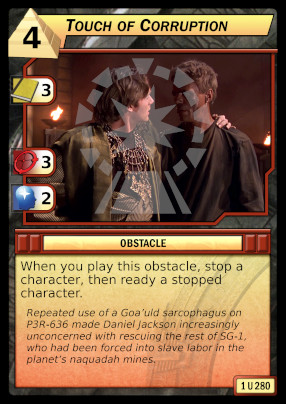 4
TOUCH OF CORRUPTION
3
3
2
OBSTACLE
When you play this obstacle, stop a
character, then ready a stopped
character.
Repeated use of a Goa'uld sarcophagus on
P3R-636 made Daniel Jackson increasingly
unconcerned with rescuing the rest of SG-1,
who had been forced into slave labor in the
planet's naquadah mines.
1 U 280